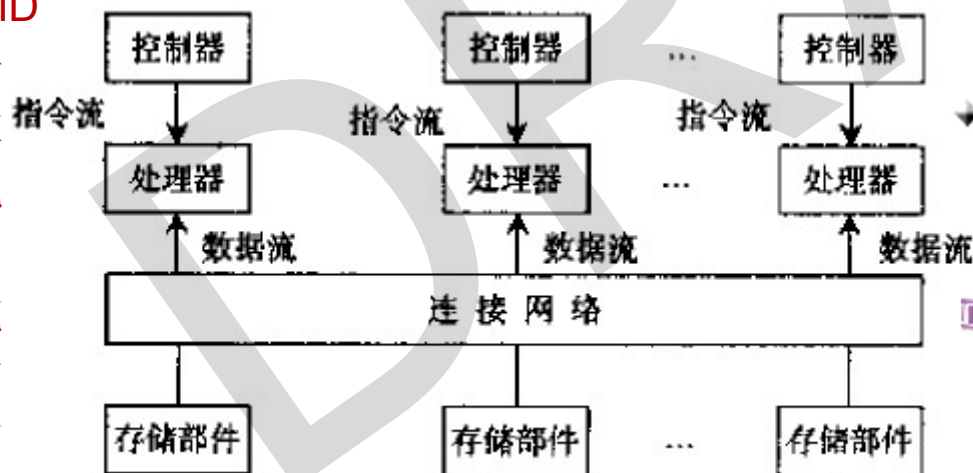 ID
控制器 控制器 … 控制器
指令流 指令流 指令流
处理器 处理器 … 处理器
数据流 数据流 数据流
连接网络
存储部件 存储部件 … 存储部件